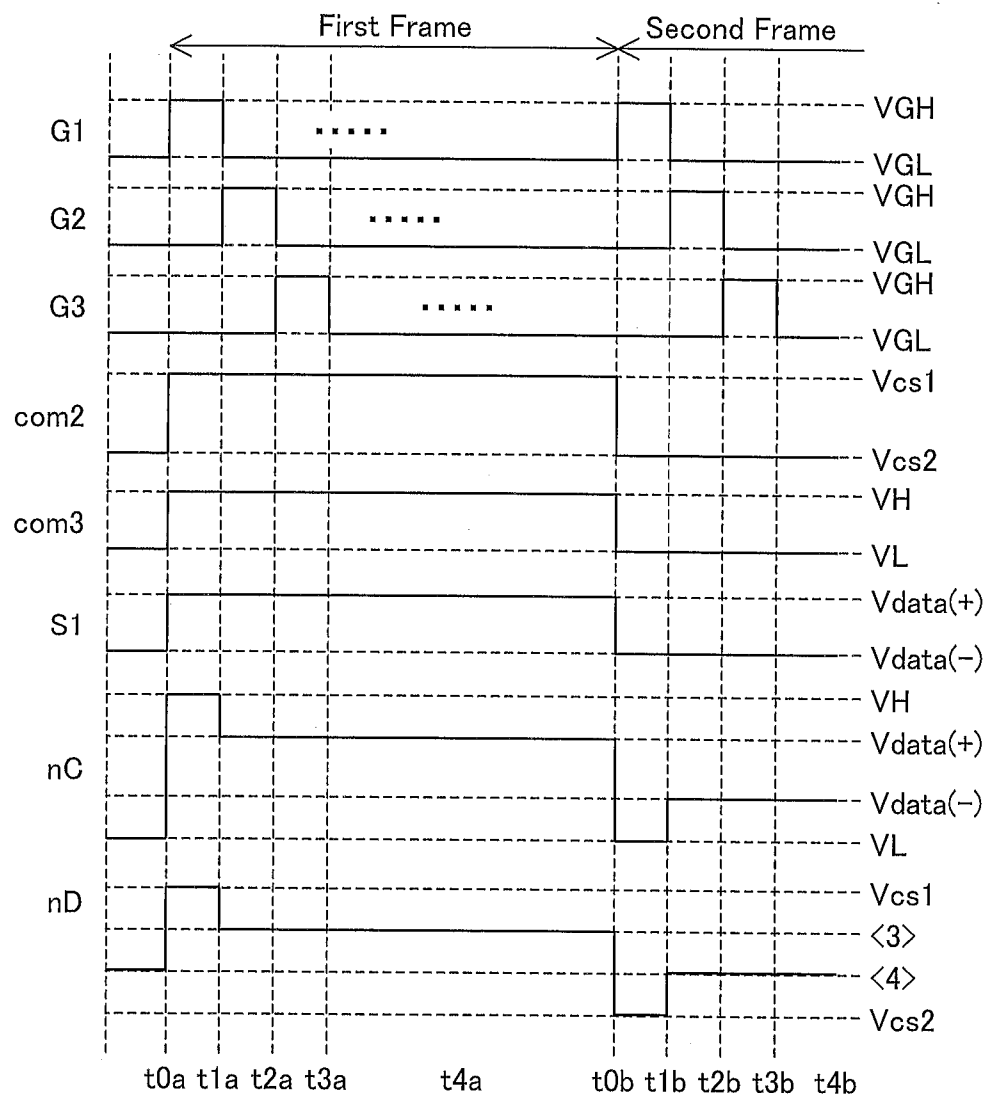 First Frame
Second Frame
G1
VGH
VGL
G2
VGH
VGL
G3
VGH
VGL
com2
Vcs1
Vcs2
com3
VH
VL
S1
Vdata(+)
Vdata(−)
nC
VH
Vdata(+)
Vdata(−)
VL
nD
Vcs1
<3>
<4>
Vcs2
t0a t1a t2a t3a t4a t0b t1b t2b t3b t4b